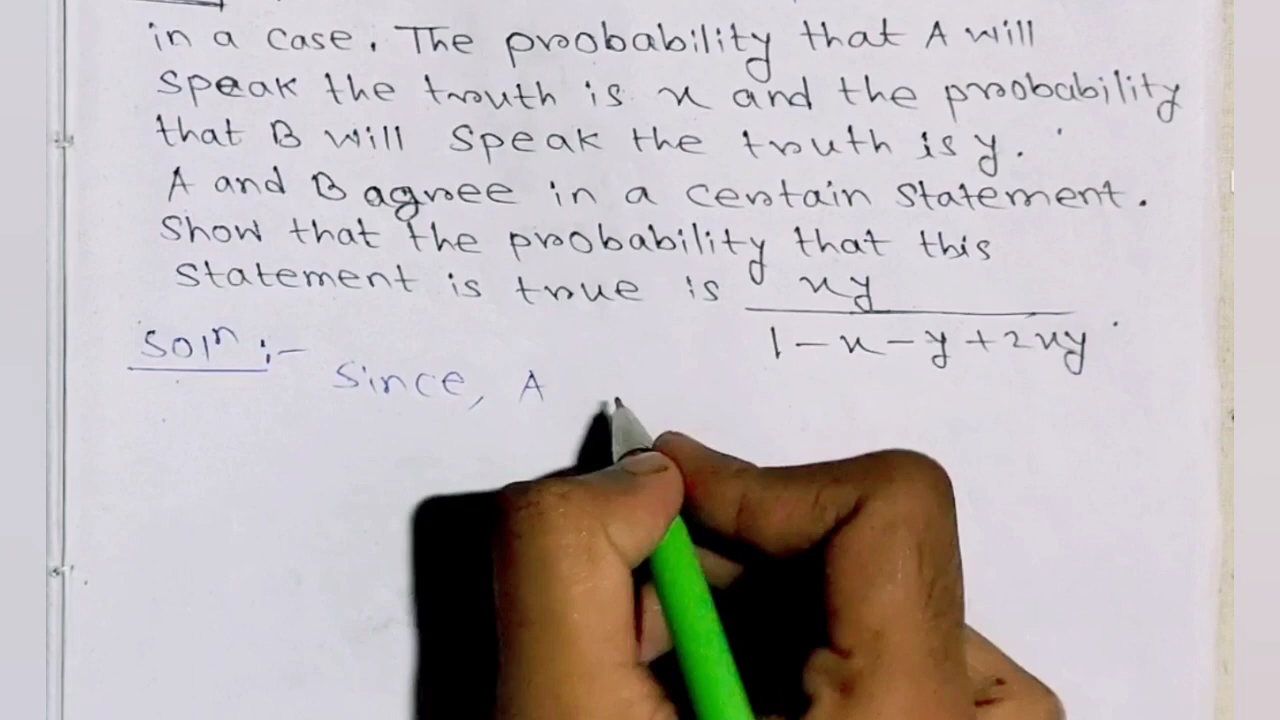 in a case. The probability that A will
speak the truth is x and the probability
that B will speak the truth is y.
A and B agree in a certain statement.
Show that the probability that this
statement is true is xy
1-x-y+2xy.
Soln :-
Since, A